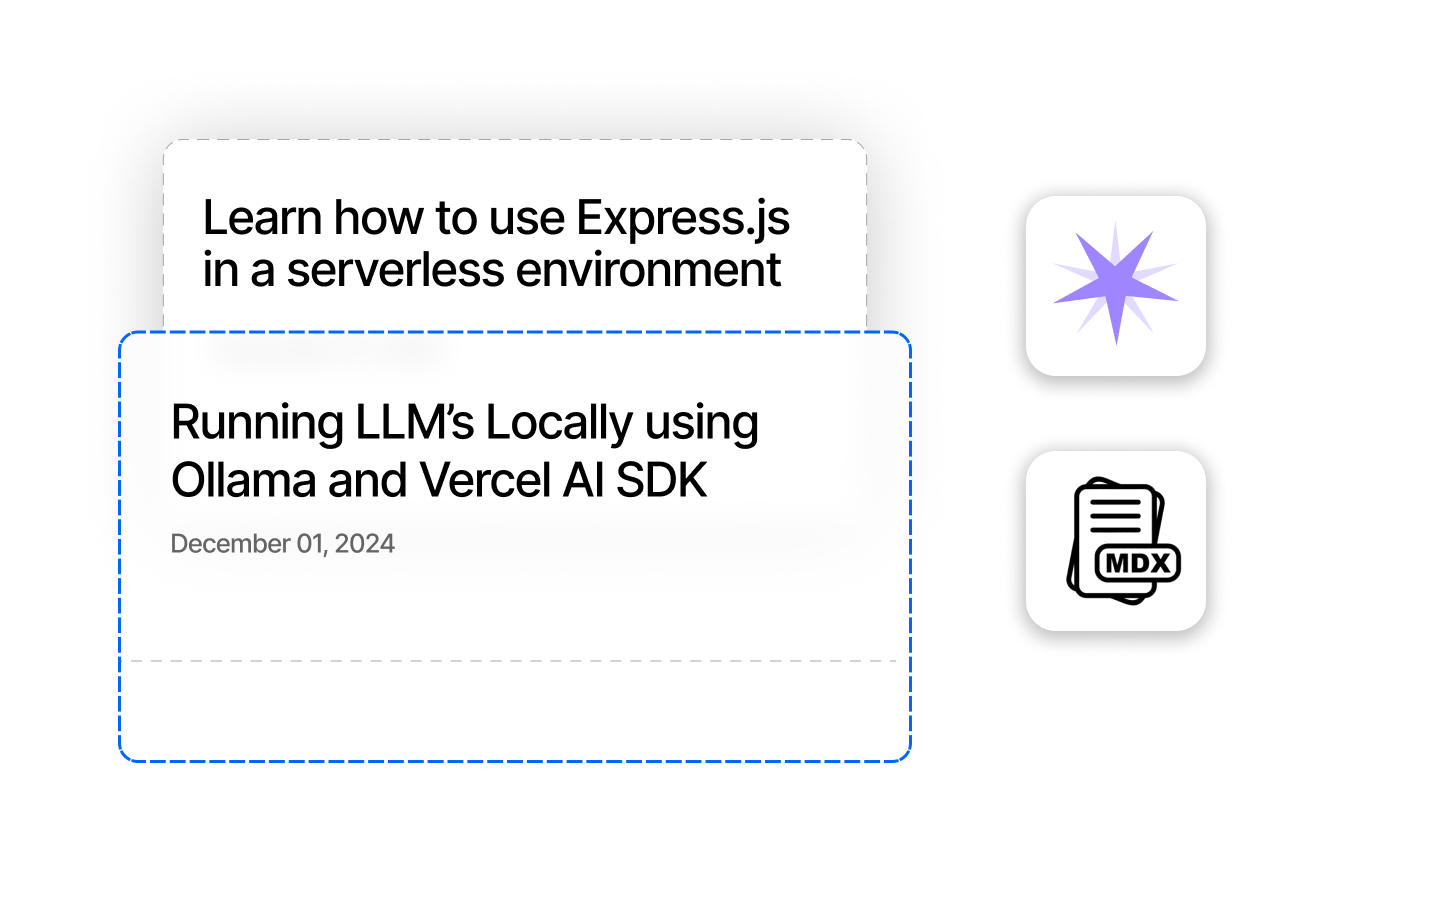 Learn how to use Express.js
in a serverless environment
Running LLM’s Locally using
Ollama and Vercel AI SDK
December 01, 2024
MDX